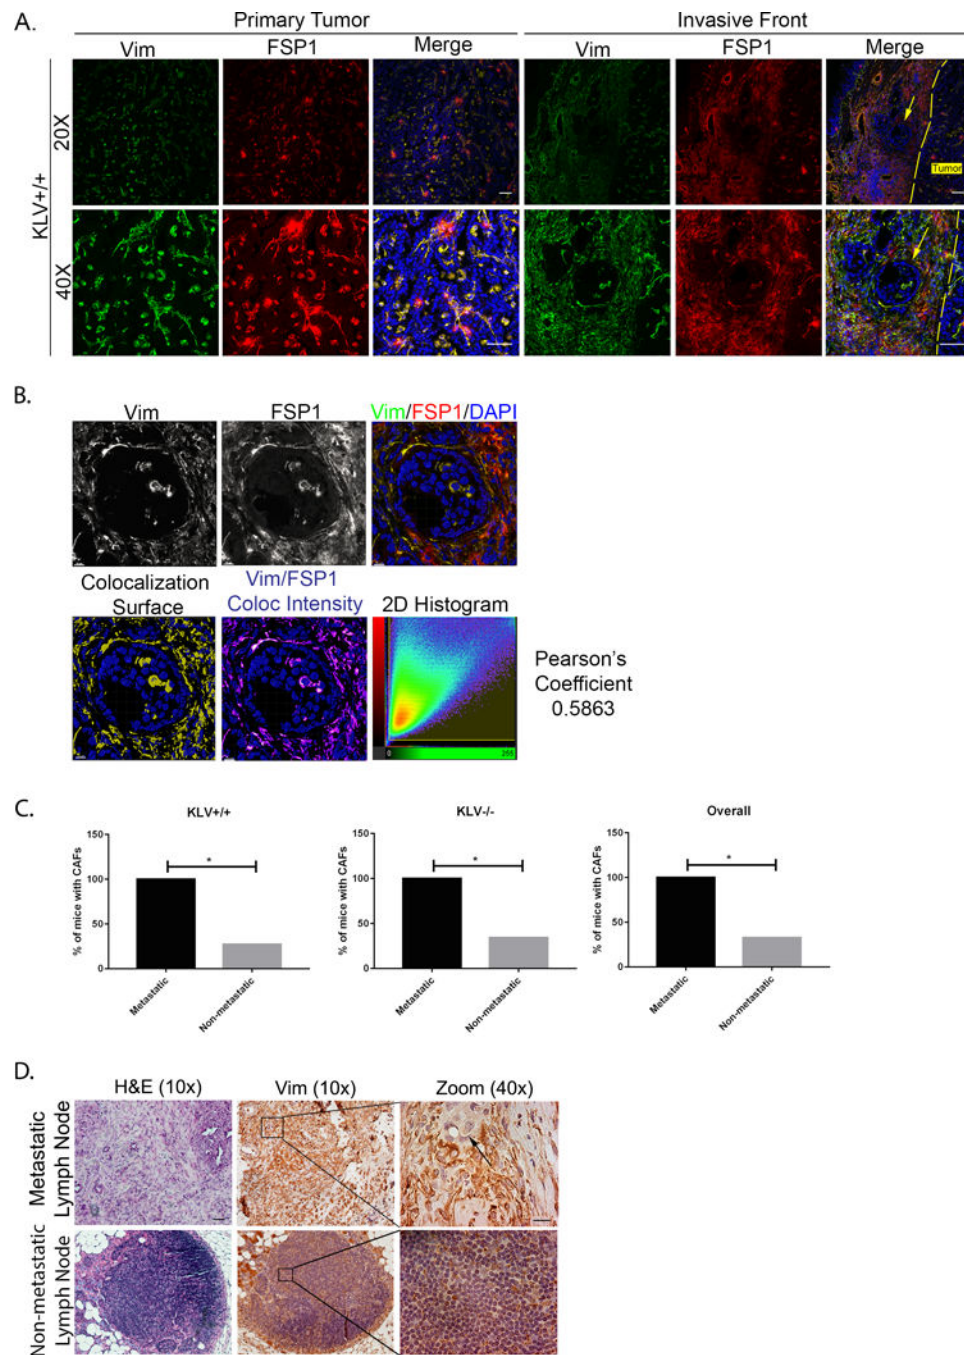 A.
Primary Tumor
Invasive Front
Vim
FSP1
Merge
Vim
FSP1
Merge
KLV+/+
20X
Tumor
40X
B.
Vim
FSP1
Vim/FSP1/DAPI
Colocalization
Surface
Vim/FSP1
Coloc Intensity
2D Histogram
0
255
Pearson's
Coefficient
0.5863
C.
KLV+/+
% of mice with CAFs
150
100
50
0
*
Metastatic
Non-metastatic
KLV-/-
% of mice with CAFs
150
100
50
0
*
Metastatic
Non-metastatic
Overall
% of mice with CAFs
150
100
50
0
*
Metastatic
Non-metastatic
D.
H&E (10x)
Vim (10x)
Zoom (40x)
Metastatic
Lymph Node
Non-metastatic
Lymph Node